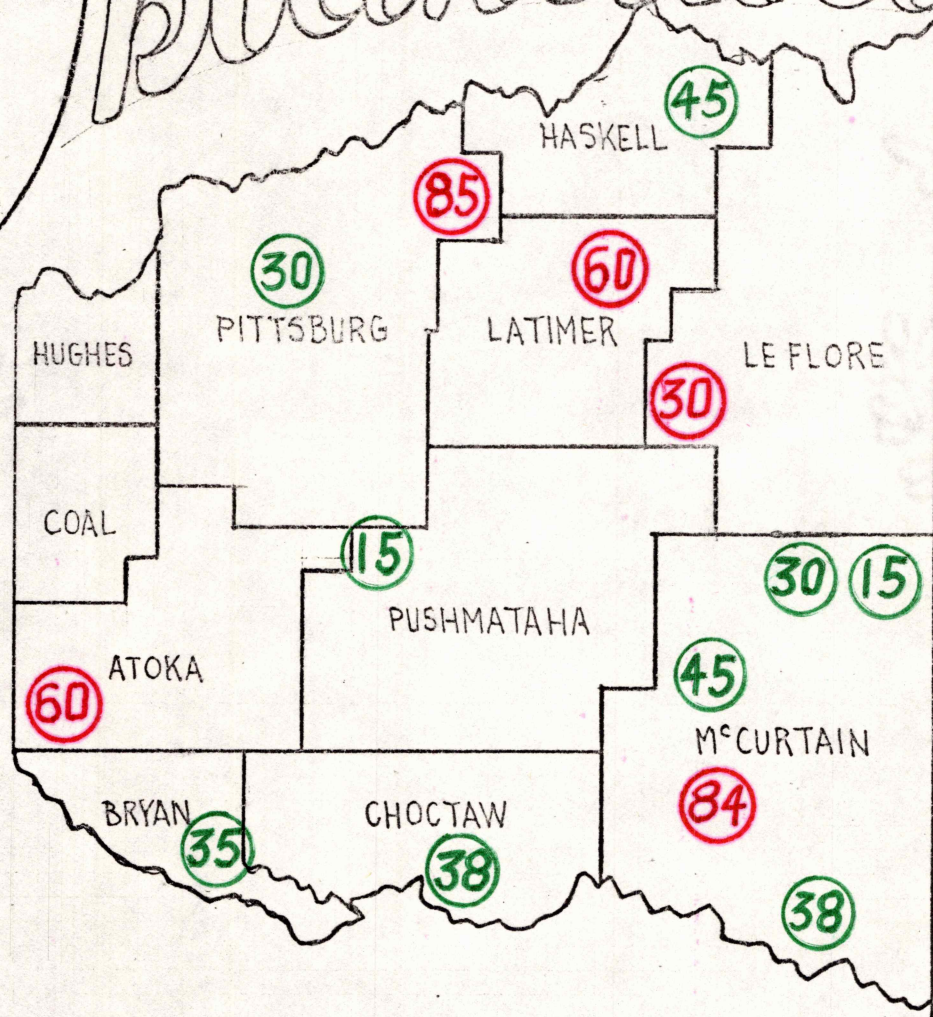 45
HASKELL
85
30
60
PITTSBURG
LATIMER
HUGHES
LE FLORE
30
COAL
15
30 15
PUSHMATAHA
45
ATOKA
60
McCURTAIN
84
BRYAN
CHOCTAW
35
38
38